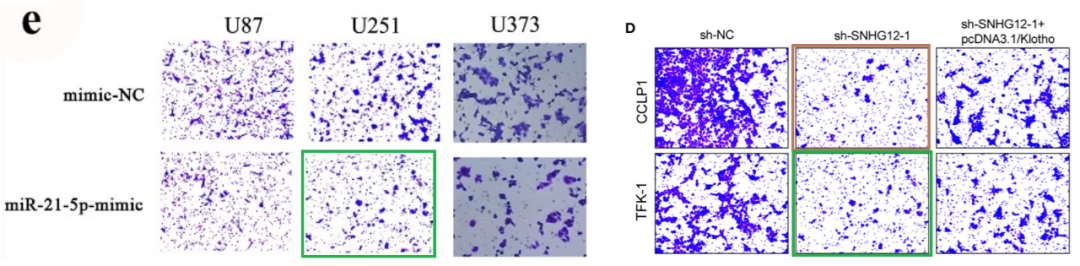 e
U87 U251 U373
mimic-NC
miR-21-5p-mimic
D
sh-NC sh-SNHG12-1 sh-SNHG12-1+
pcDNA3.1/Klotho
CCLP1
TFK-1